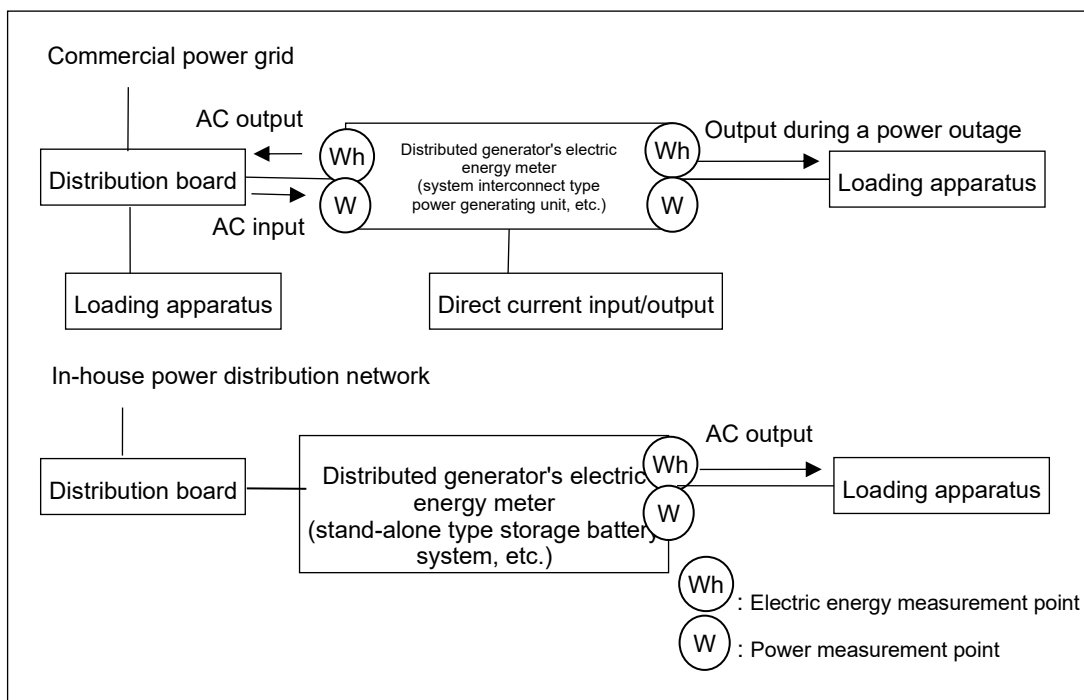 Commercial power grid
AC output
Wh
Distributed generator's electric
energy meter
(system interconnect type
power generating unit, etc.)
Wh
Output during a power outage
Distribution board
W
W
Loading apparatus
AC input
Loading apparatus
Direct current input/output
In-house power distribution network
AC output
Distribution board
Distributed generator's electric
energy meter
(stand-alone type storage battery
system, etc.)
Wh
W
Loading apparatus
Wh : Electric energy measurement point
W : Power measurement point